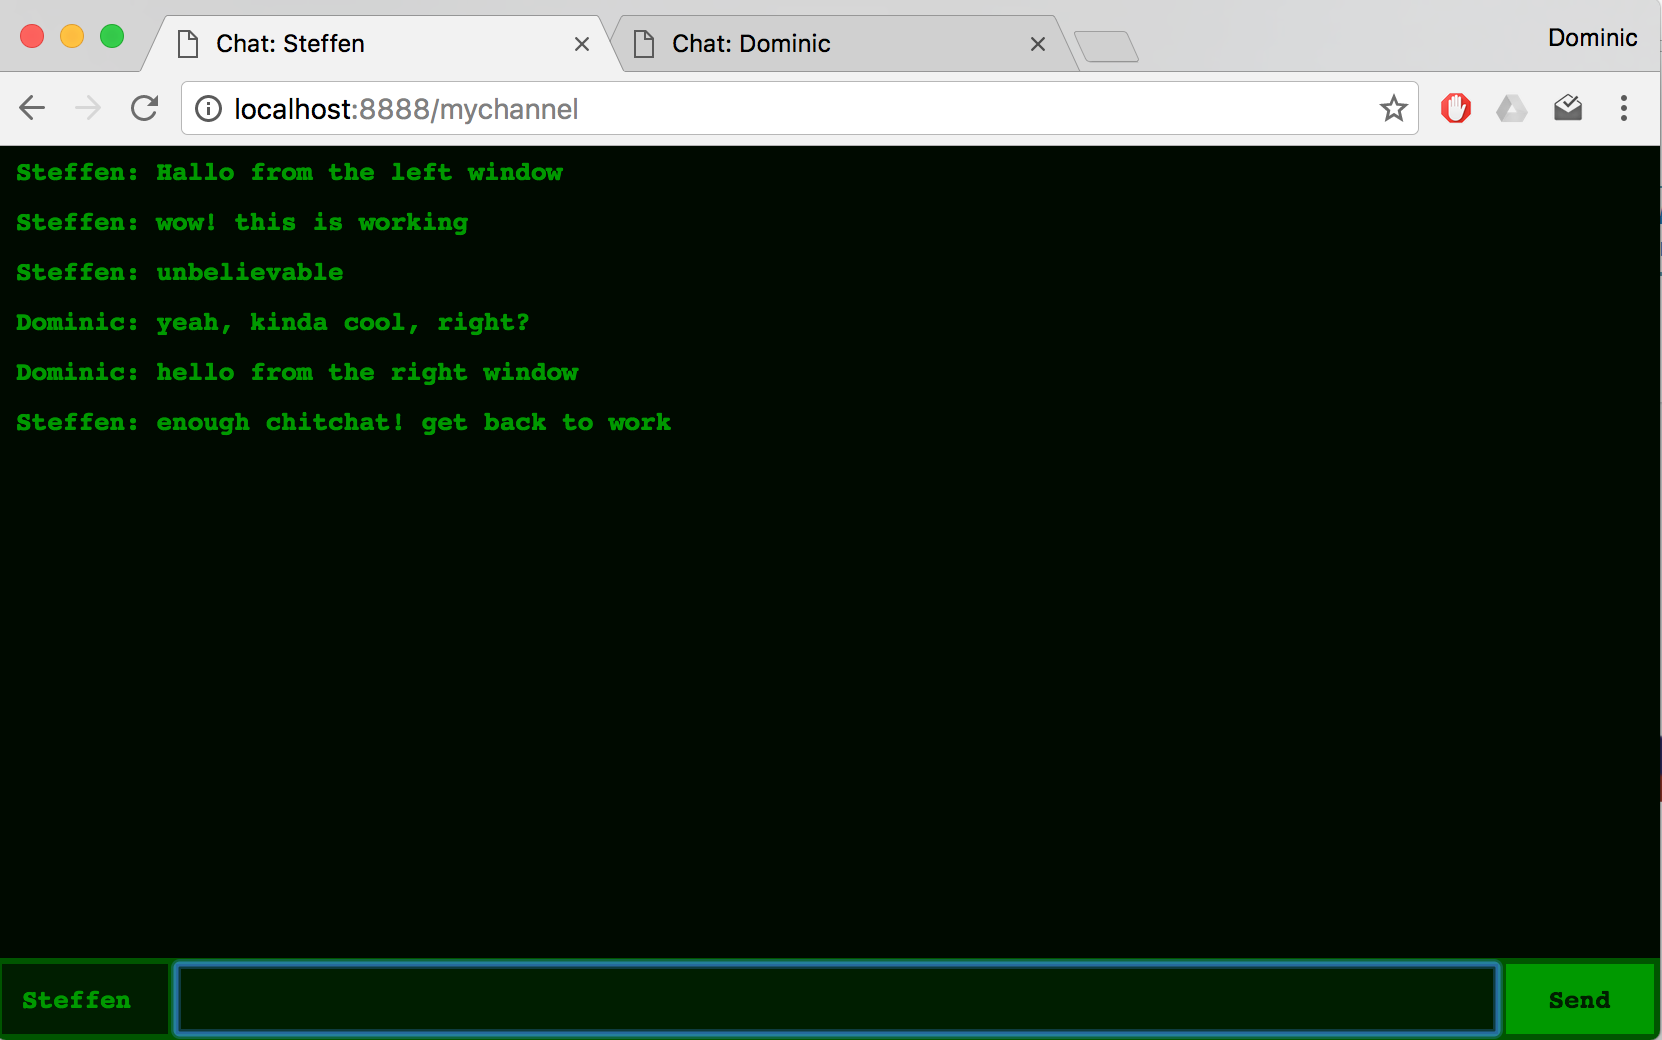 Chat: Steffen
Chat: Dominic
Dominic
localhost:8888/mychannel
Steffen: Hallo from the left window
Steffen: wow! this is working
Steffen: unbelievable
Dominic: yeah, kinda cool, right?
Dominic: hello from the right window
Steffen: enough chitchat! get back to work
Steffen
Send